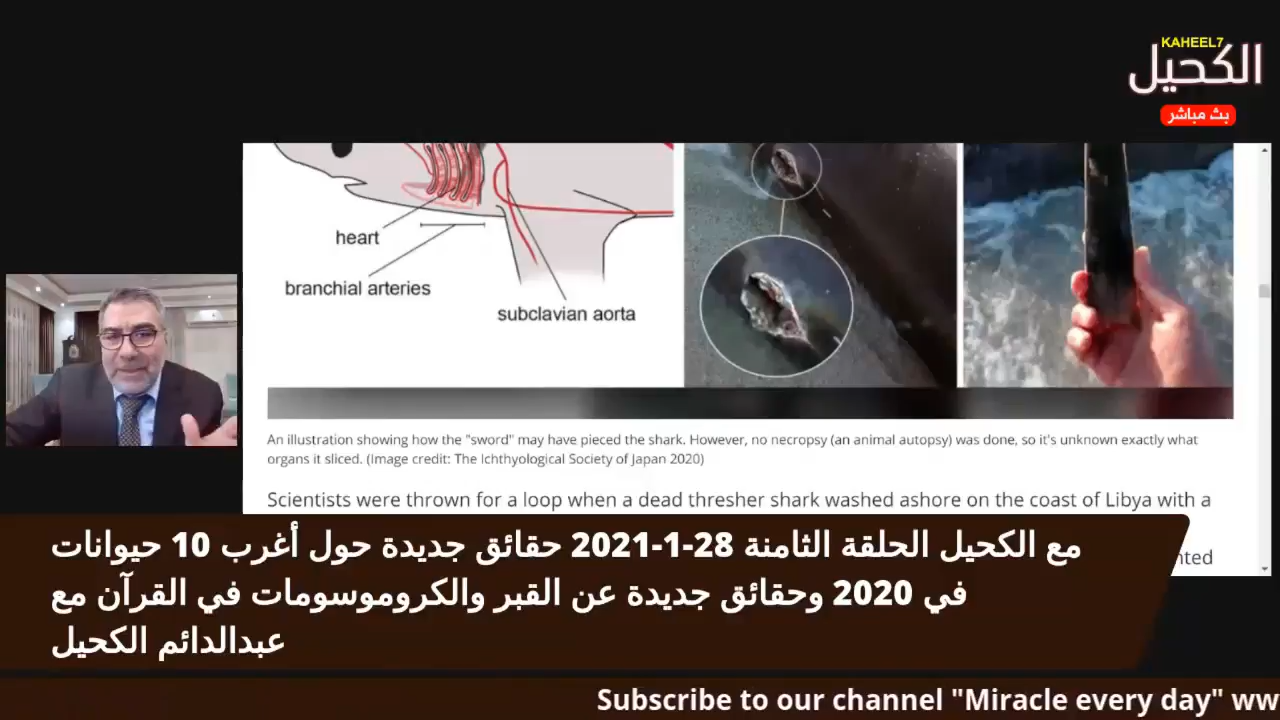 KAHEEL7
الكحيل
بث مباشر
heart
branchial arteries
subclavian aorta
An illustration showing how the "sword" may have pieced the shark. However, no necropsy (an animal autopsy) was done, so it's unknown exactly what
organs it sliced. (Image credit: The Ichthyological Society of Japan 2020)
Scientists were thrown for a loop when a dead thresher shark washed ashore on the coast of Libya with a
مع الكحيل الحلقة الثامنة 28-1-2021 حقائق جديدة حول أغرب 10 حيوانات
في 2020 وحقائق جديدة عن القبر والكروموسومات في القرآن مع
عبدالدائم الكحيل
Subscribe to our channel "Miracle every day" ww